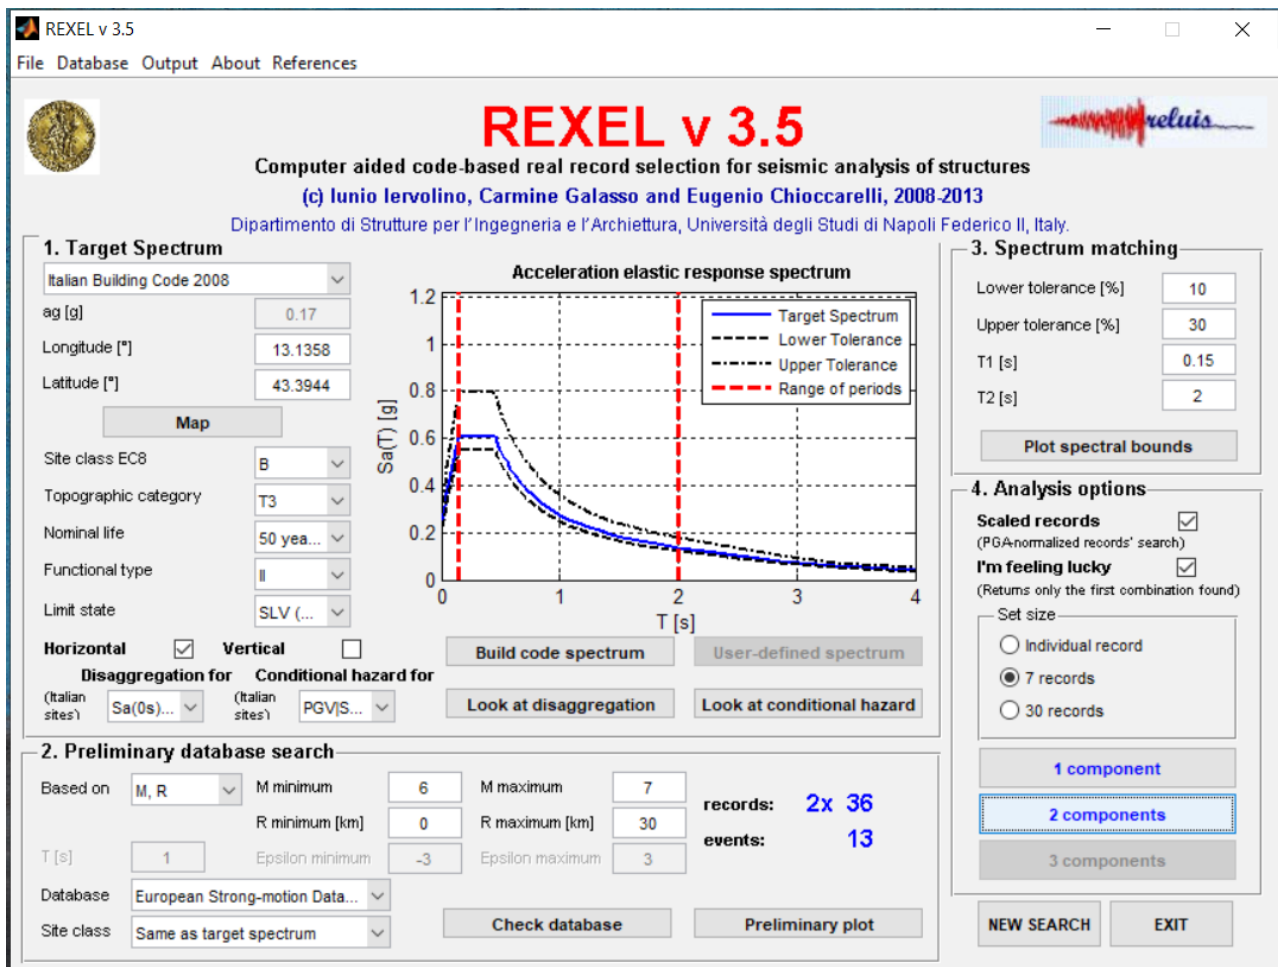 REXEL v 3.5
File Database Output About References
REXEL v 3.5
reluis
Computer aided code-based real record selection for seismic analysis of structures
(c) Iunio Iervolino, Carmine Galasso and Eugenio Chioccarelli, 2008-2013
Dipartimento di Strutture per l'Ingegneria e l'Archiettura, Università degli Studi di Napoli Federico II, Italy.
1. Target Spectrum
Italian Building Code 2008
ag [g] 0.17
Longitude [°] 13.1358
Latitude [°] 43.3944
Map
Site class EC8 B
Topographic category T3
Nominal life 50 yea...
Functional type II
Limit state SLV (...
Horizontal Vertical
Disaggregation for Conditional hazard for
(Italian sites) Sa(0s)... (Italian sites) PGV|S...
Acceleration elastic response spectrum
Target Spectrum
Lower Tolerance
Upper Tolerance
Range of periods
Sa(T) [g]
1.2
1
0.8
0.6
0.4
0.2
0
0 1 2 3 4
T [s]
Build code spectrum User-defined spectrum
Look at disaggregation Look at conditional hazard
2. Preliminary database search
Based on M, R M minimum 6 M maximum 7
R minimum [km] 0 R maximum [km] 30
T [s] 1 Epsilon minimum -3 Epsilon maximum 3
records: 2x 36
events: 13
Database European Strong-motion Data...
Site class Same as target spectrum
Check database Preliminary plot
3. Spectrum matching
Lower tolerance [%] 10
Upper tolerance [%] 30
T1 [s] 0.15
T2 [s] 2
Plot spectral bounds
4. Analysis options
Scaled records
(PGA-normalized records' search)
I'm feeling lucky
(Returns only the first combination found)
Set size
Individual record
7 records
30 records
1 component
2 components
3 components
NEW SEARCH EXIT